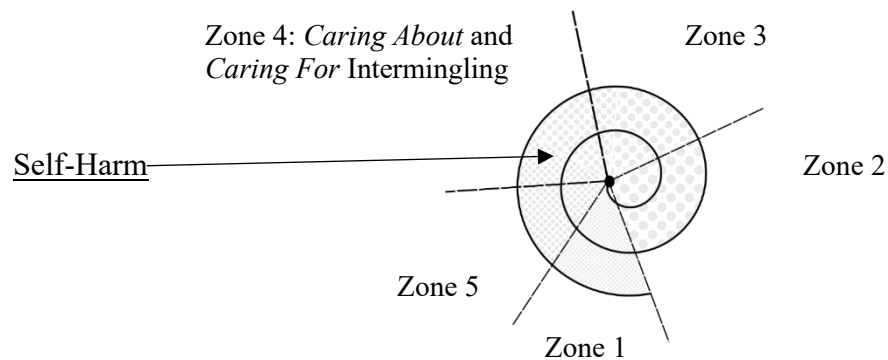 Zone 4: Caring About and
Caring For Intermingling
Zone 3
Self-Harm
Zone 2
Zone 5
Zone 1